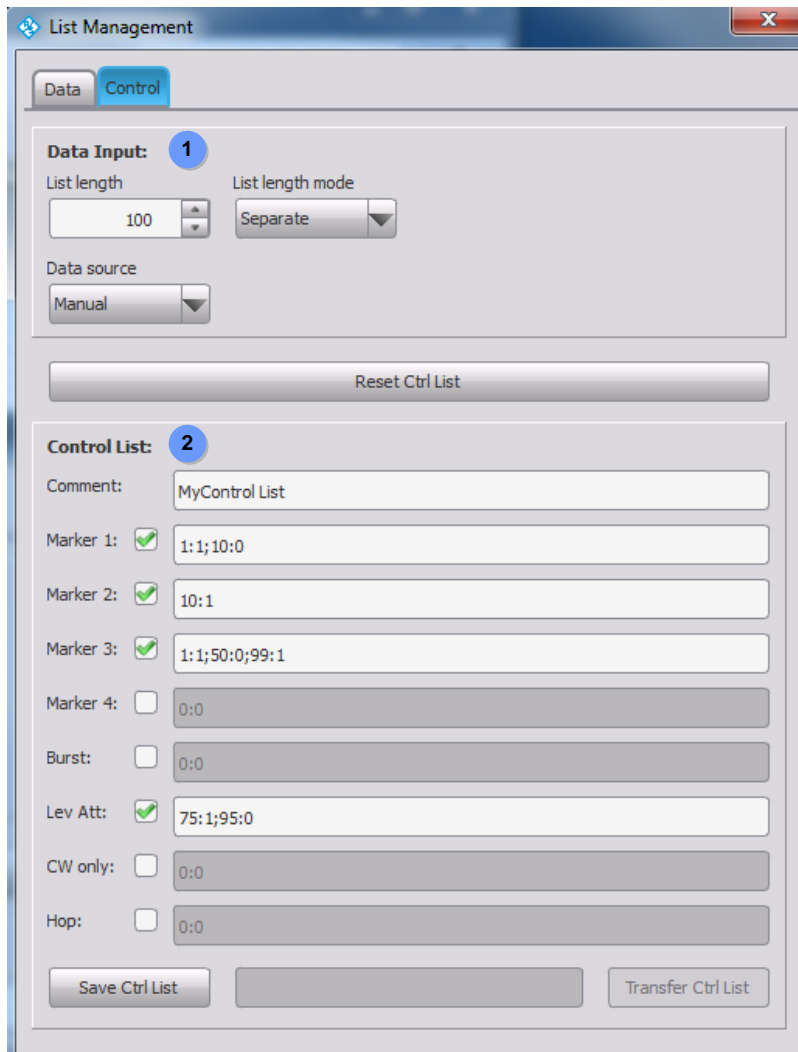 List Management
X
Data Control
Data Input: 1
List length List length mode
100 Separate
Data source
Manual
Reset Ctrl List
Control List: 2
Comment: MyControl List
Marker 1: 1:1;10:0
Marker 2: 10:1
Marker 3: 1:1;50:0;99:1
Marker 4: 0:0
Burst: 0:0
Lev Att: 75:1;95:0
CW only: 0:0
Hop: 0:0
Save Ctrl List Transfer Ctrl List